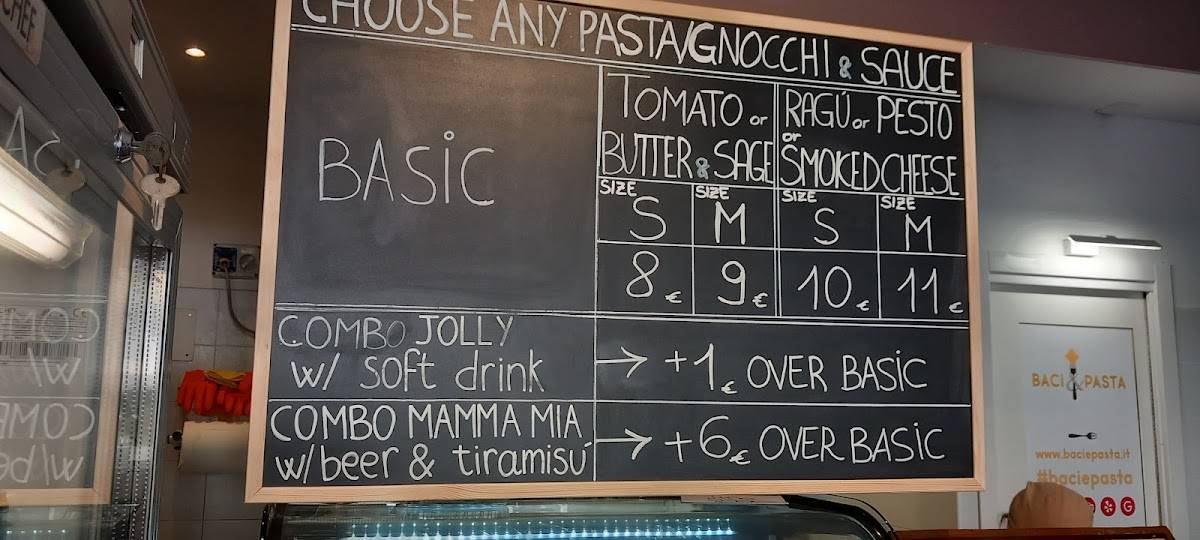 CHOOSE ANY PASTA/GNOCCHI & SAUCE
BASIC
TOMATO or
BUTTER & SAGE
RAGÚ or PESTO
or
SMOKED CHEESE
SIZE S
SIZE M
SIZE S
SIZE M
8€
9€
10€
11€
COMBO JOLLY
w/ soft drink
→ +1€ OVER BASIC
COMBO MAMMA MIA
w/beer & tiramisú
→ +6€ OVER BASIC
BACI & PASTA
www.baciepasta.it
#baciepasta